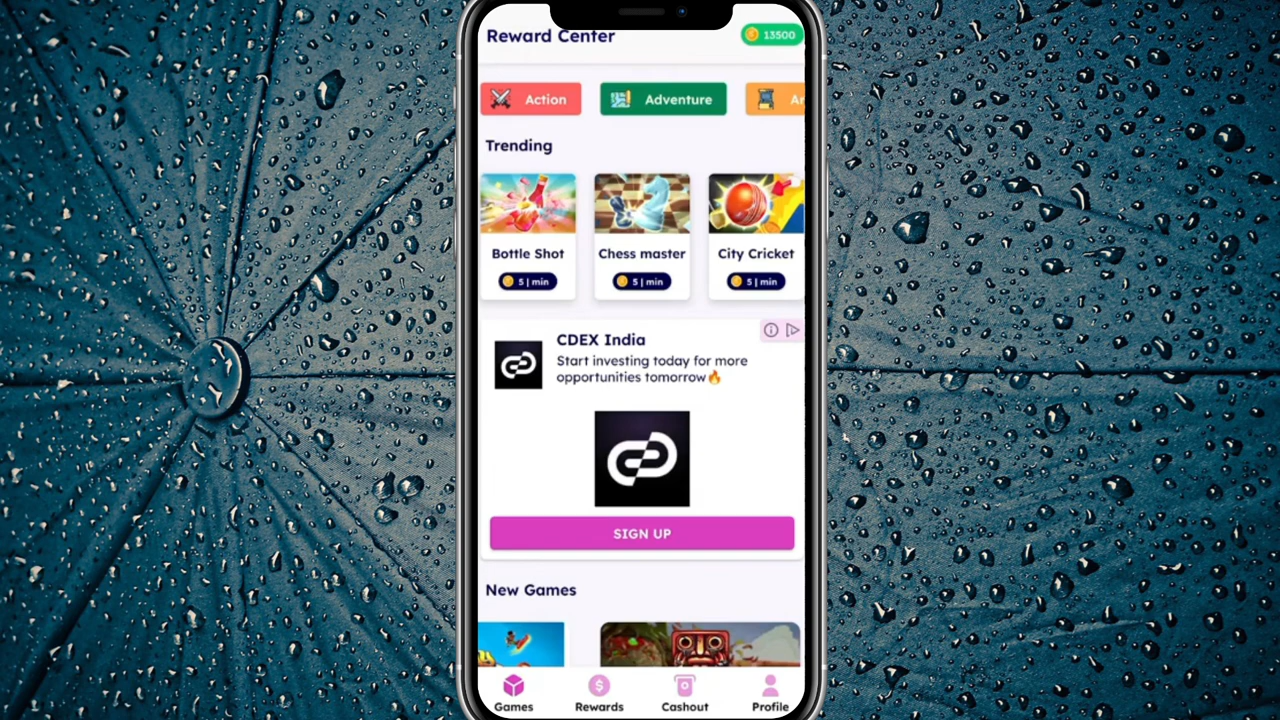 Reward Center
13500
Action
Adventure
Ar
Trending
Bottle Shot
Chess master
City Cricket
5 | min
5 | min
5 | min
CDEX India
Start investing today for more
opportunities tomorrow🔥
SIGN UP
New Games
Games
Rewards
Cashout
Profile